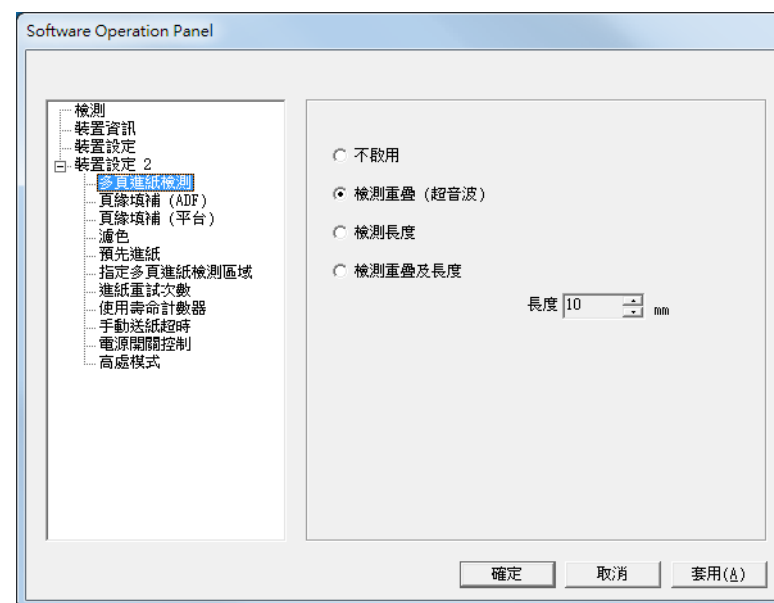 Software Operation Panel
檢測
裝置資訊
裝置設定
裝置設定 2
多頁進紙檢測
頁緣填補 (ADF)
頁緣填補 (平台)
濾色
預先進紙
指定多頁進紙檢測區域
進紙重試次數
使用壽命計數器
手動送紙超時
電源開關控制
高處模式
不啟用
檢測重疊 (超音波)
檢測長度
檢測重疊及長度
長度 10 mm
確定 取消 套用(A)